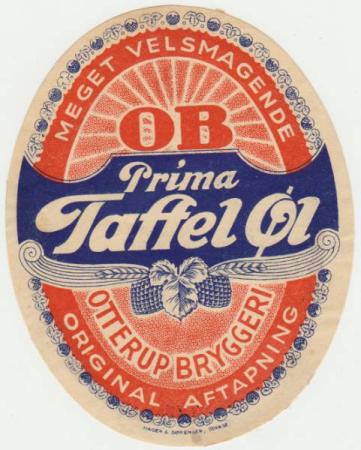 MEGET VELSMAGENDE
OB
Prima
Taffel Øl
OTTERUP BRYGGERI
ORIGINAL AFTAPNING